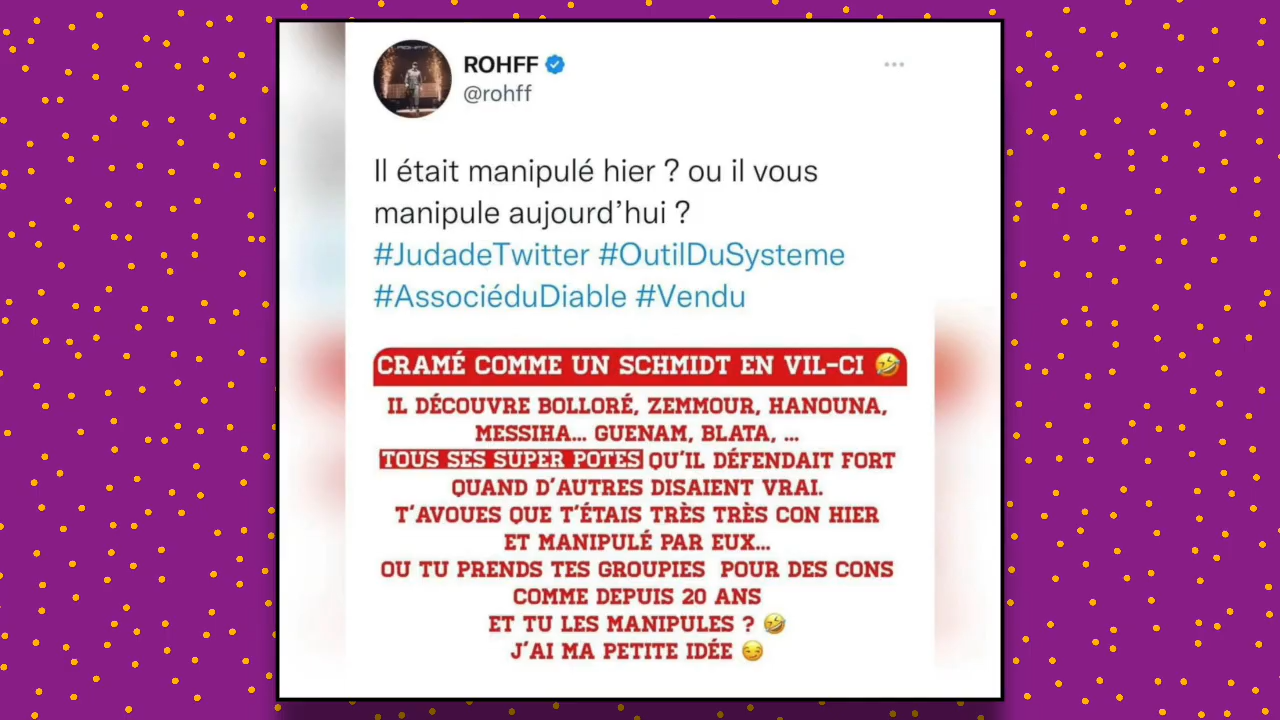 ROHFF
@rohff
Il était manipulé hier ? ou il vous
manipule aujourd’hui ?
#JudadeTwitter #OutilDuSysteme
#AssociéduDiable #Vendu
CRAMÉ COMME UN SCHMIDT EN VIL-CI 🤣
IL DÉCOUVRE BOLLORÉ, ZEMMOUR, HANOUNA,
MESSIHA... GUENAM, BLATA, ...
TOUS SES SUPER POTES QU’IL DÉFENDAIT FORT
QUAND D’AUTRES DISAIENT VRAI.
T’AVOUES QUE T’ÉTAIS TRÈS TRÈS CON HIER
ET MANIPULÉ PAR EUX...
OU TU PRENDS TES GROUPIES POUR DES CONS
COMME DEPUIS 20 ANS
ET TU LES MANIPULES ? 🤣
J’AI MA PETITE IDÉE 😏